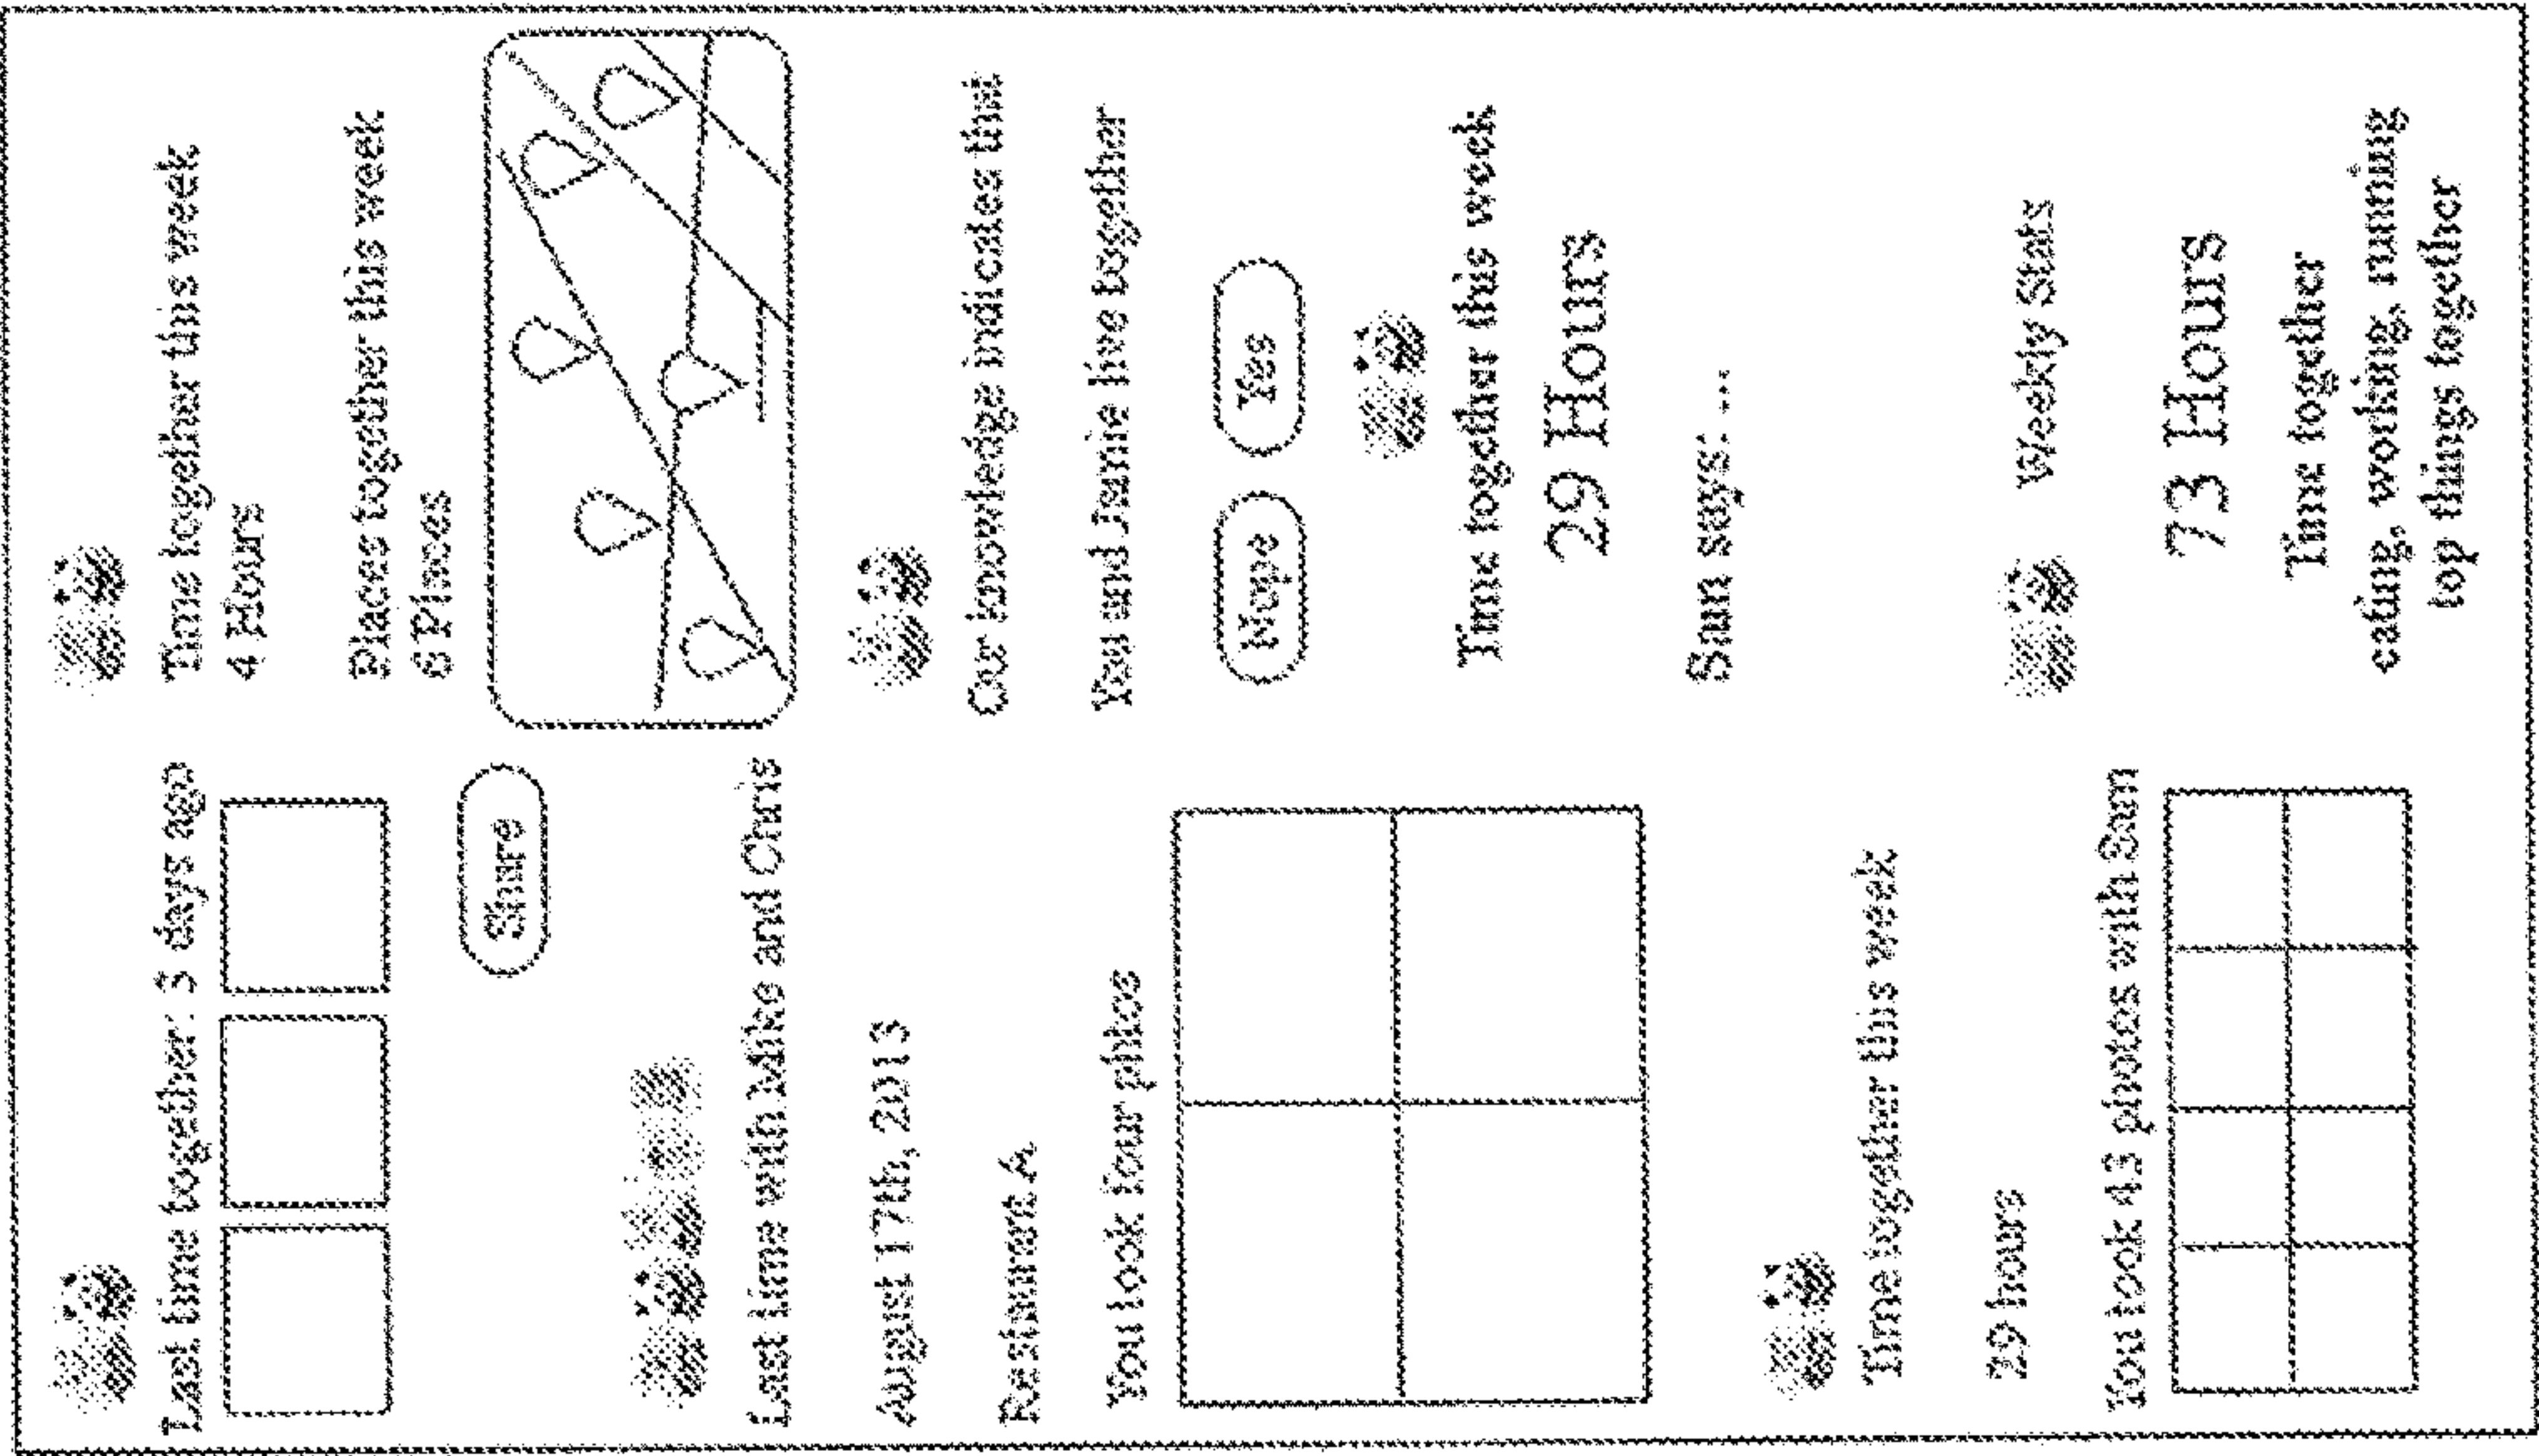 Last time together: 3 days ago
Share
Last time with Mike and Chris
August 17th, 2013
Restaurant A
You took four phtos
Time together this week
29 hours
You took 43 photos with Sam
Time together this week
4 Hours
Places together this week
6 Places
Our knowledge indicates that
You and Jamie live together
Nope
Yes
Time together this week
29 Hours
Sam says: ...
Weekly Stats
73 Hours
Time together
eating, working, running
top things together